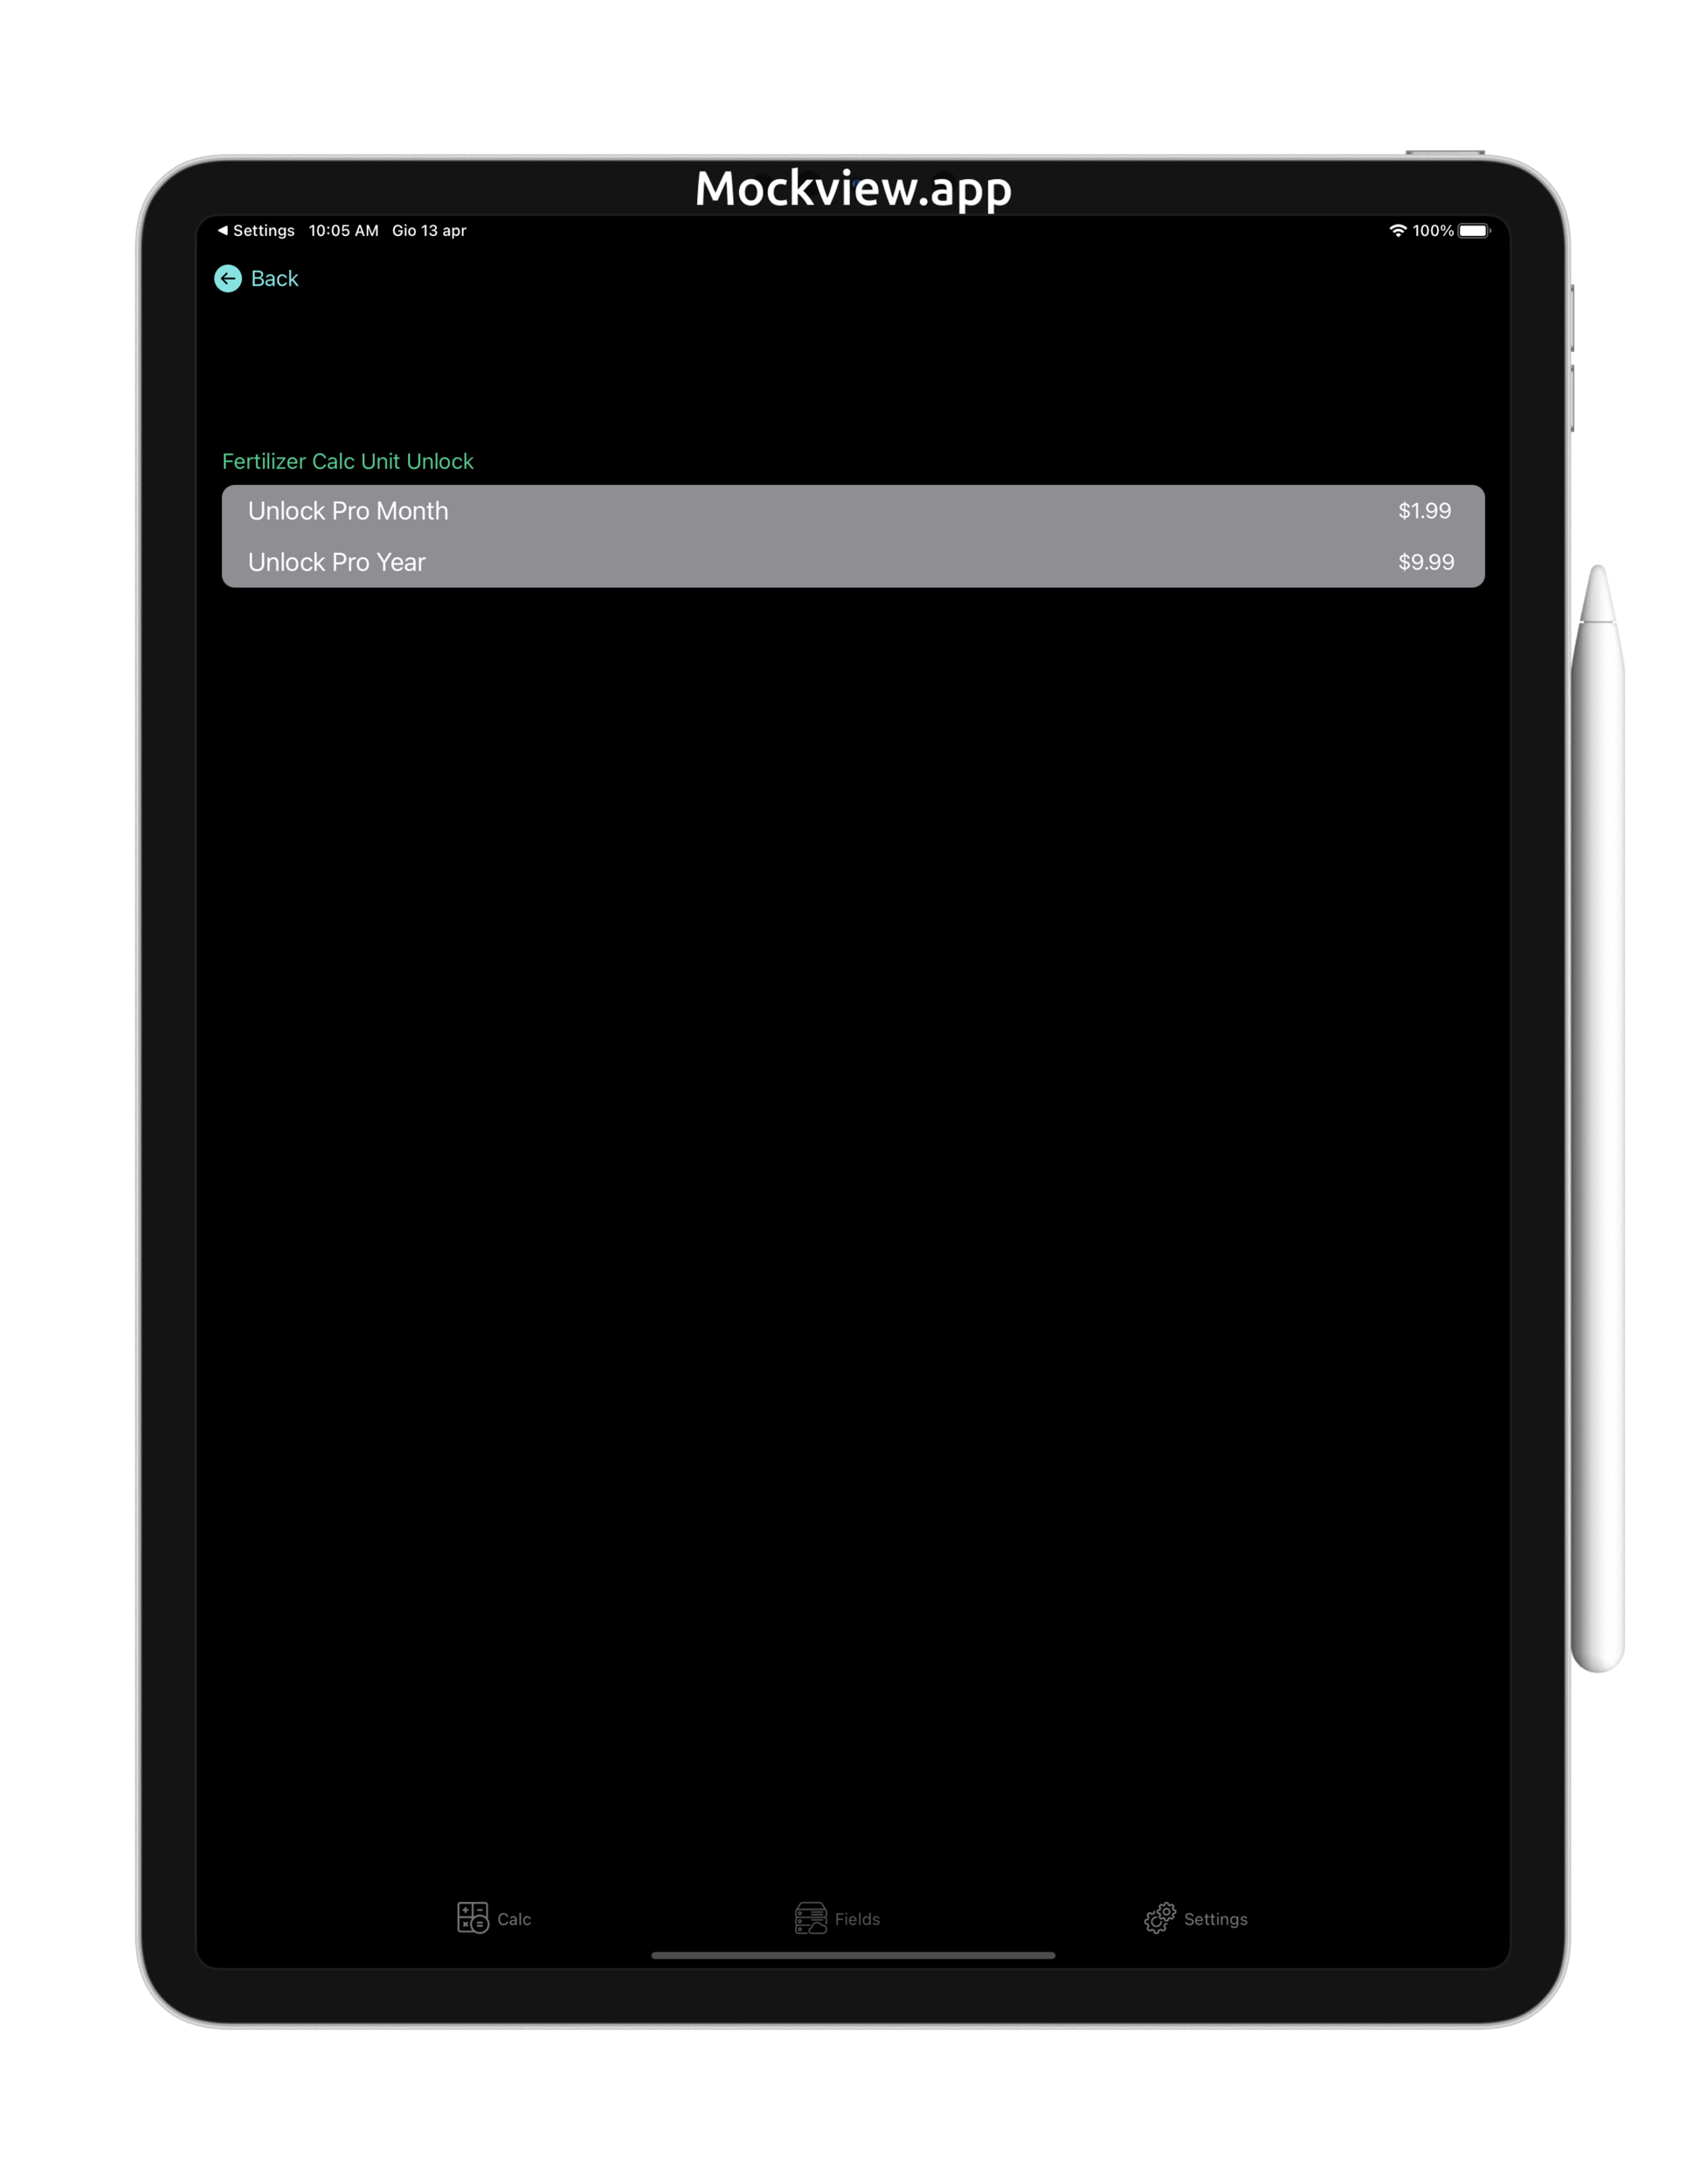 Mockview.app
Settings 10:05 AM Gio 13 apr 100%
Back
Fertilizer Calc Unit Unlock
Unlock Pro Month $1.99
Unlock Pro Year $9.99
Calc Fields Settings